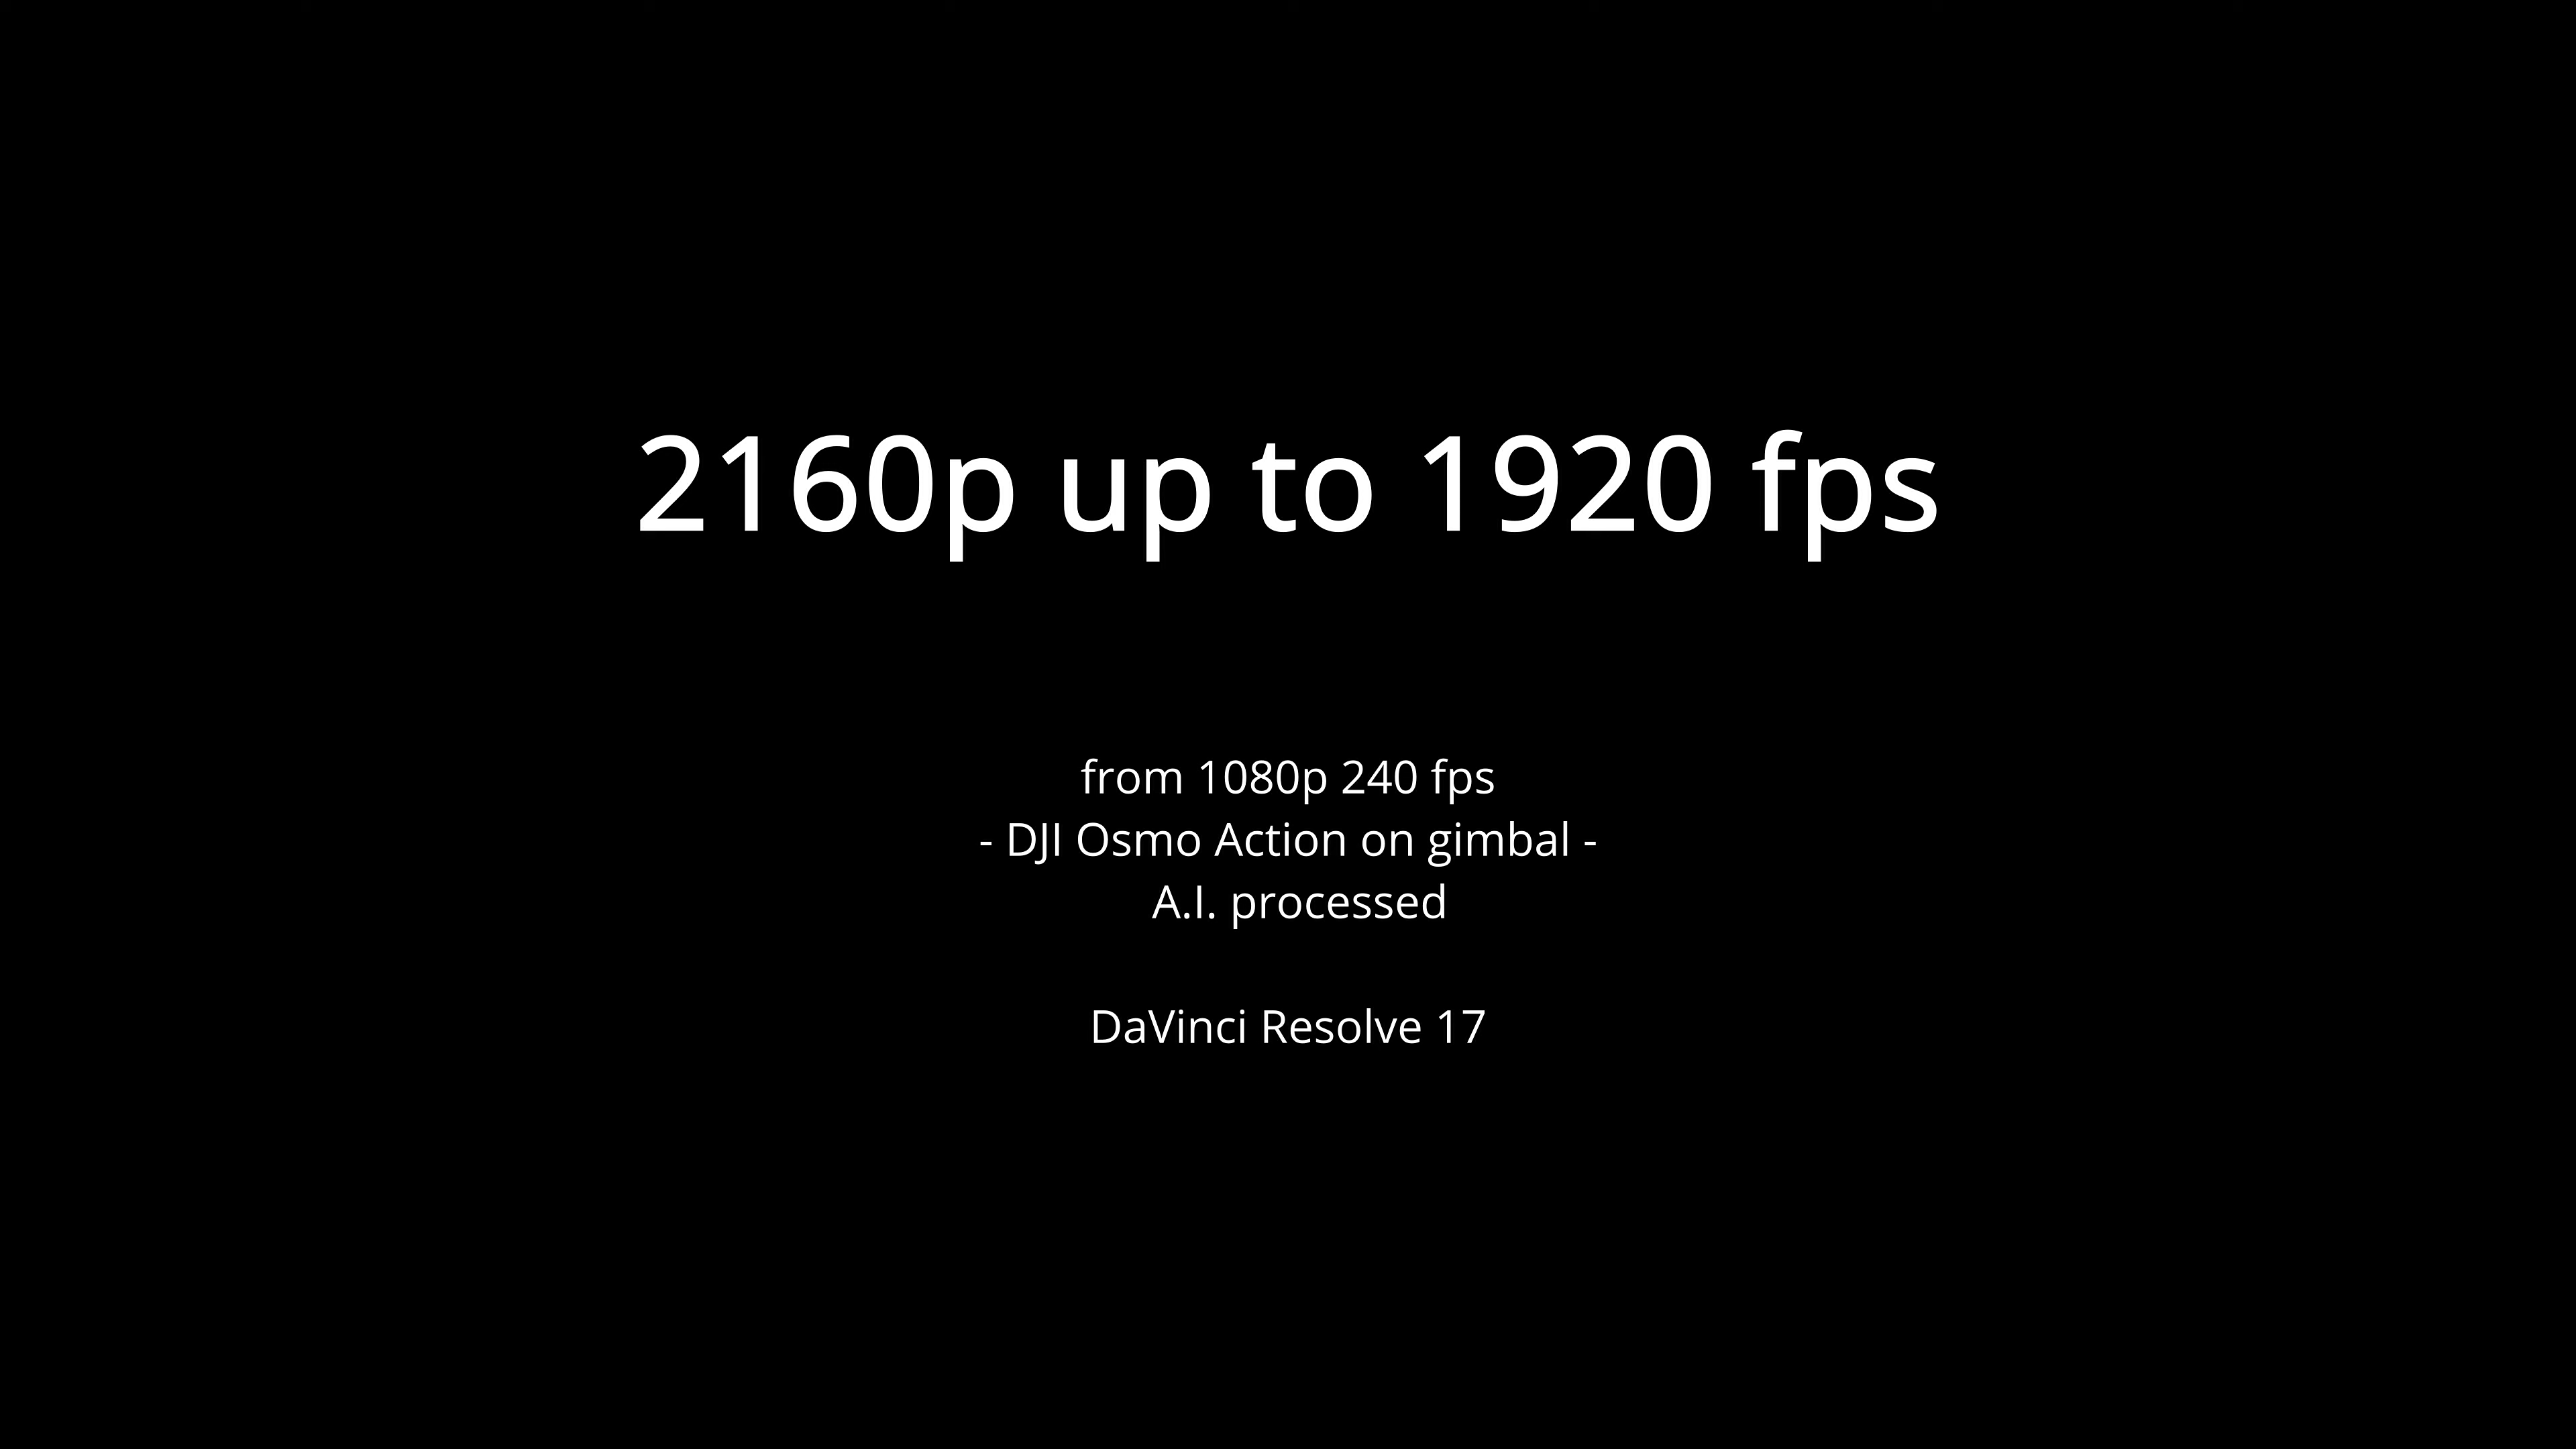 2160p up to 1920 fps
from 1080p 240 fps
- DJI Osmo Action on gimbal -
A.I. processed
DaVinci Resolve 17